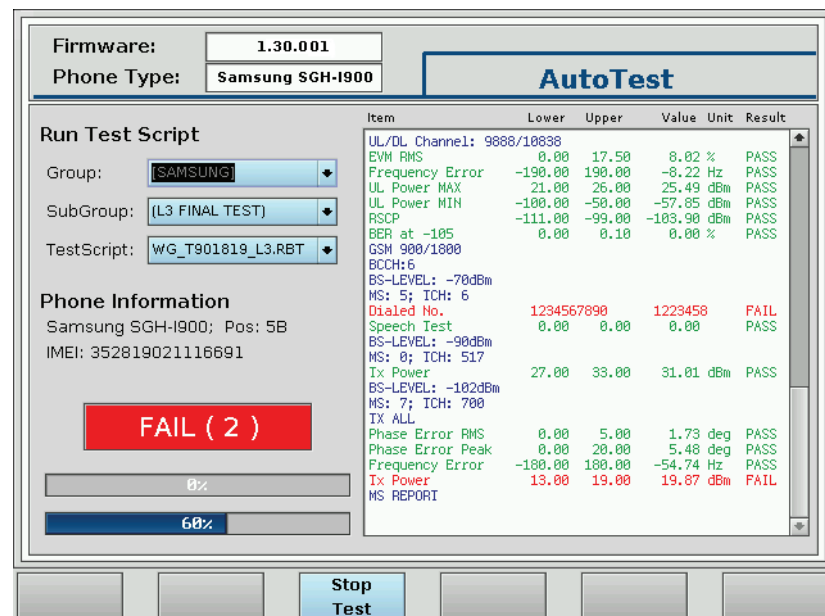 Firmware: 1.30.001
Phone Type: Samsung SGH-I900
AutoTest
Run Test Script
Group: [SAMSUNG]
SubGroup: (L3 FINAL TEST)
TestScript: WG_T901819_L3.RBT
Phone Information
Samsung SGH-I900; Pos: 5B
IMEI: 352819021116691
FAIL ( 2 )
0%
60%
Item Lower Upper Value Unit Result
UL/DL Channel: 9888/10838
EVM RMS 0.00 17.50 8.02 % PASS
Frequency Error -190.00 190.00 -8.22 Hz PASS
UL Power MAX 21.00 26.00 25.49 dBm PASS
UL Power MIN -100.00 -50.00 -57.85 dBm PASS
RSCP -111.00 -99.00 -103.90 dBm PASS
BER at -105 0.00 0.10 0.00 % PASS
GSM 900/1800
BCCH:6
BS-LEVEL: -70dBm
MS: 5; TCH: 6
Dialed No. 1234567890 1223458 FAIL
Speech Test 0.00 0.00 0.00 PASS
BS-LEVEL: -90dBm
MS: 0; TCH: 517
Tx Power 27.00 33.00 31.01 dBm PASS
BS-LEVEL: -102dBm
MS: 7; TCH: 700
TX ALL
Phase Error RMS 0.00 5.00 1.73 deg PASS
Phase Error Peak 0.00 20.00 5.48 deg PASS
Frequency Error -180.00 180.00 -54.74 Hz PASS
Tx Power 13.00 19.00 19.87 dBm FAIL
MS REPORT
Stop
Test